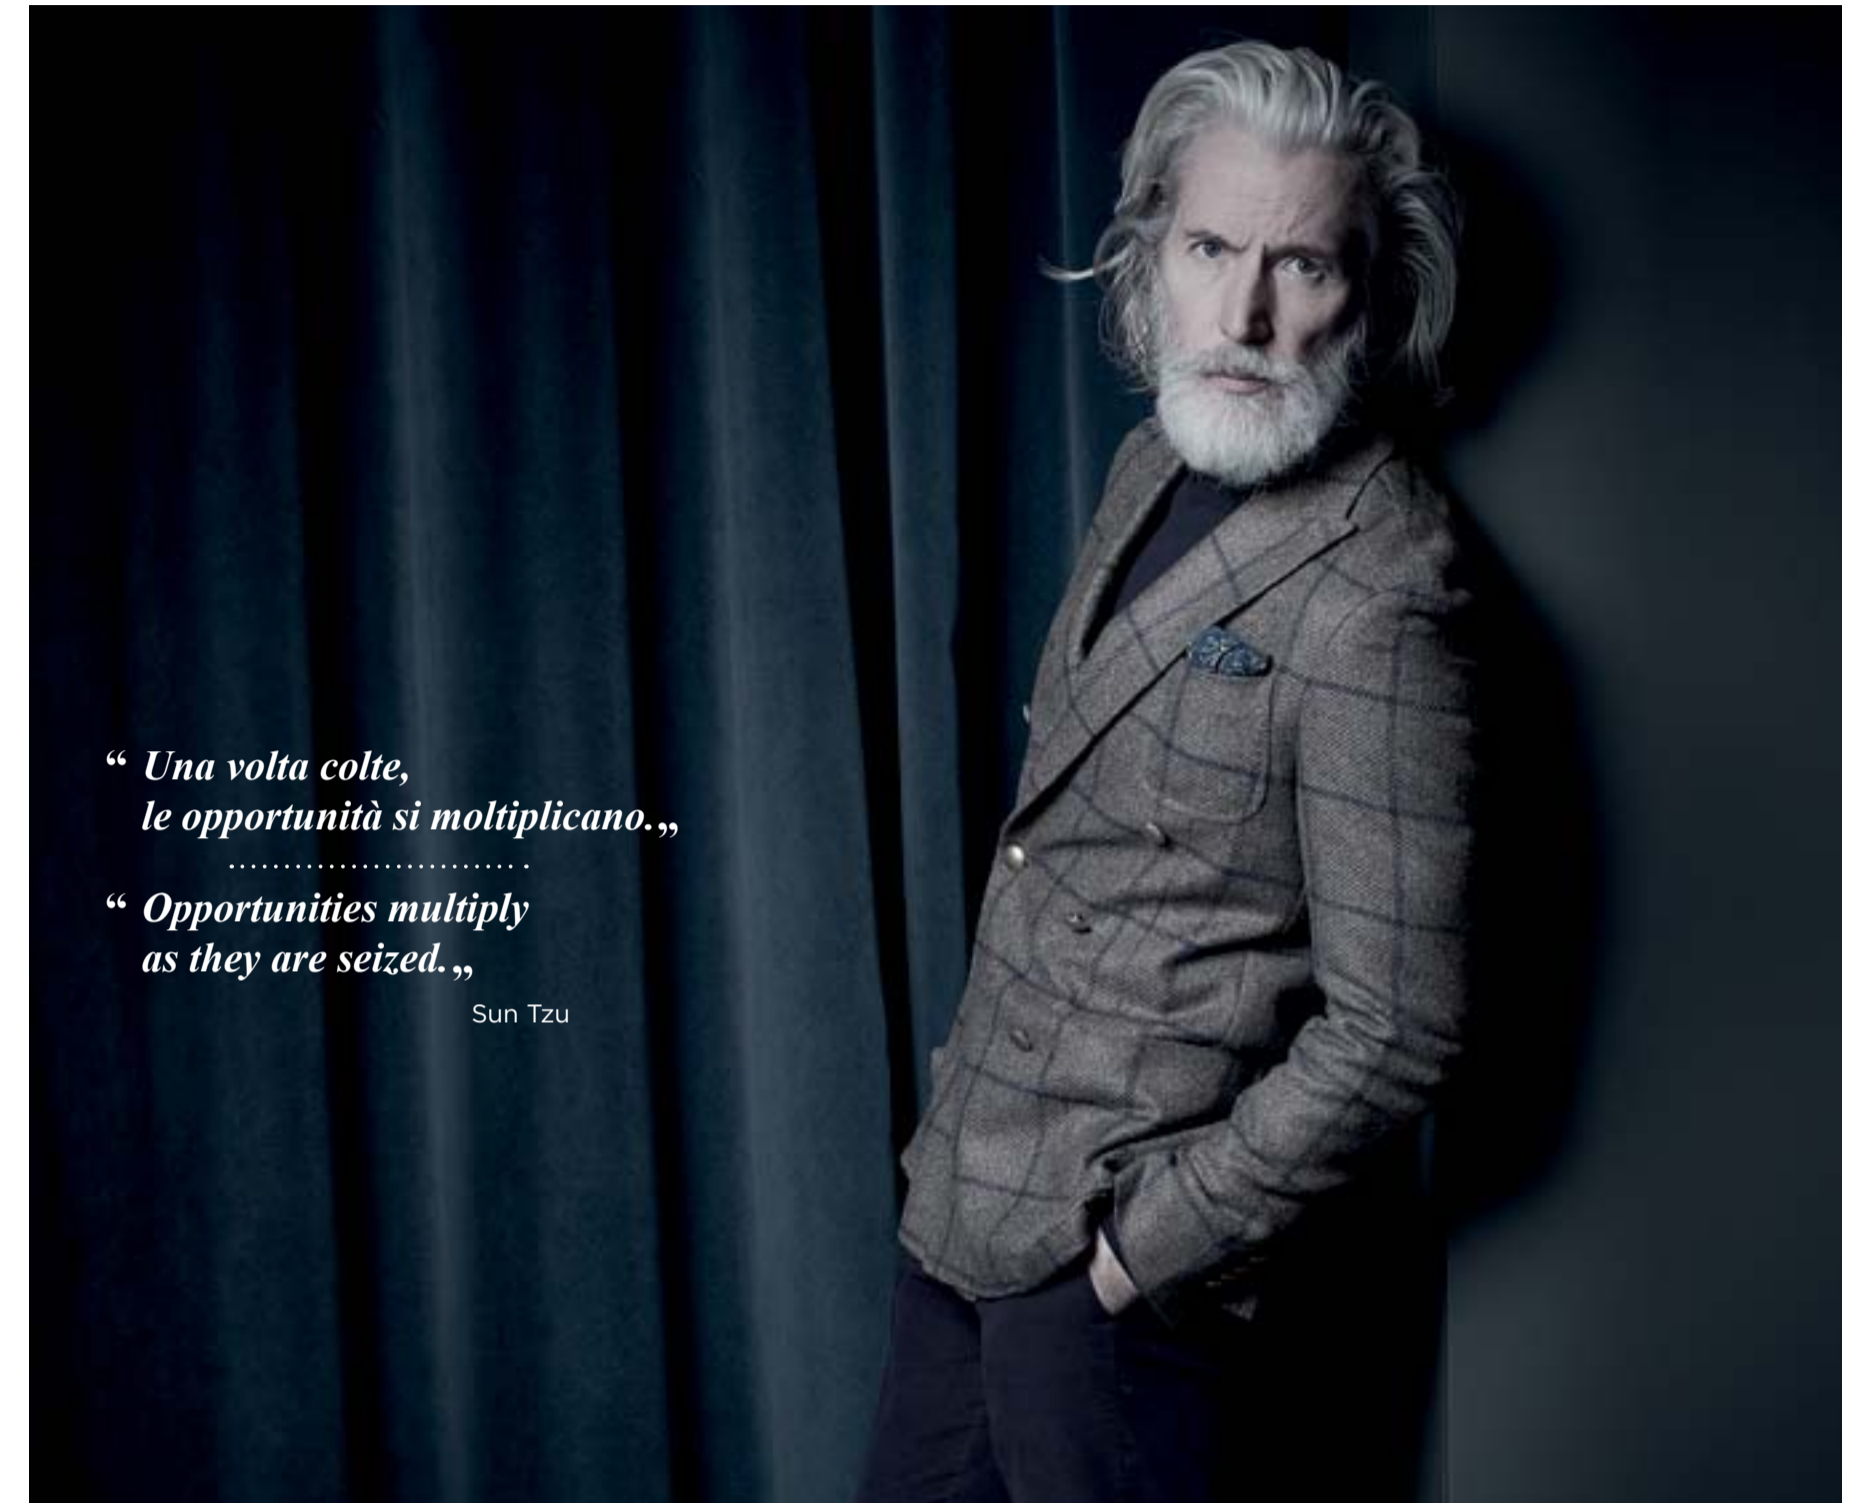 “ Una volta colte,
le opportunità si moltiplicano.„
“ Opportunities multiply
as they are seized.„
Sun Tzu